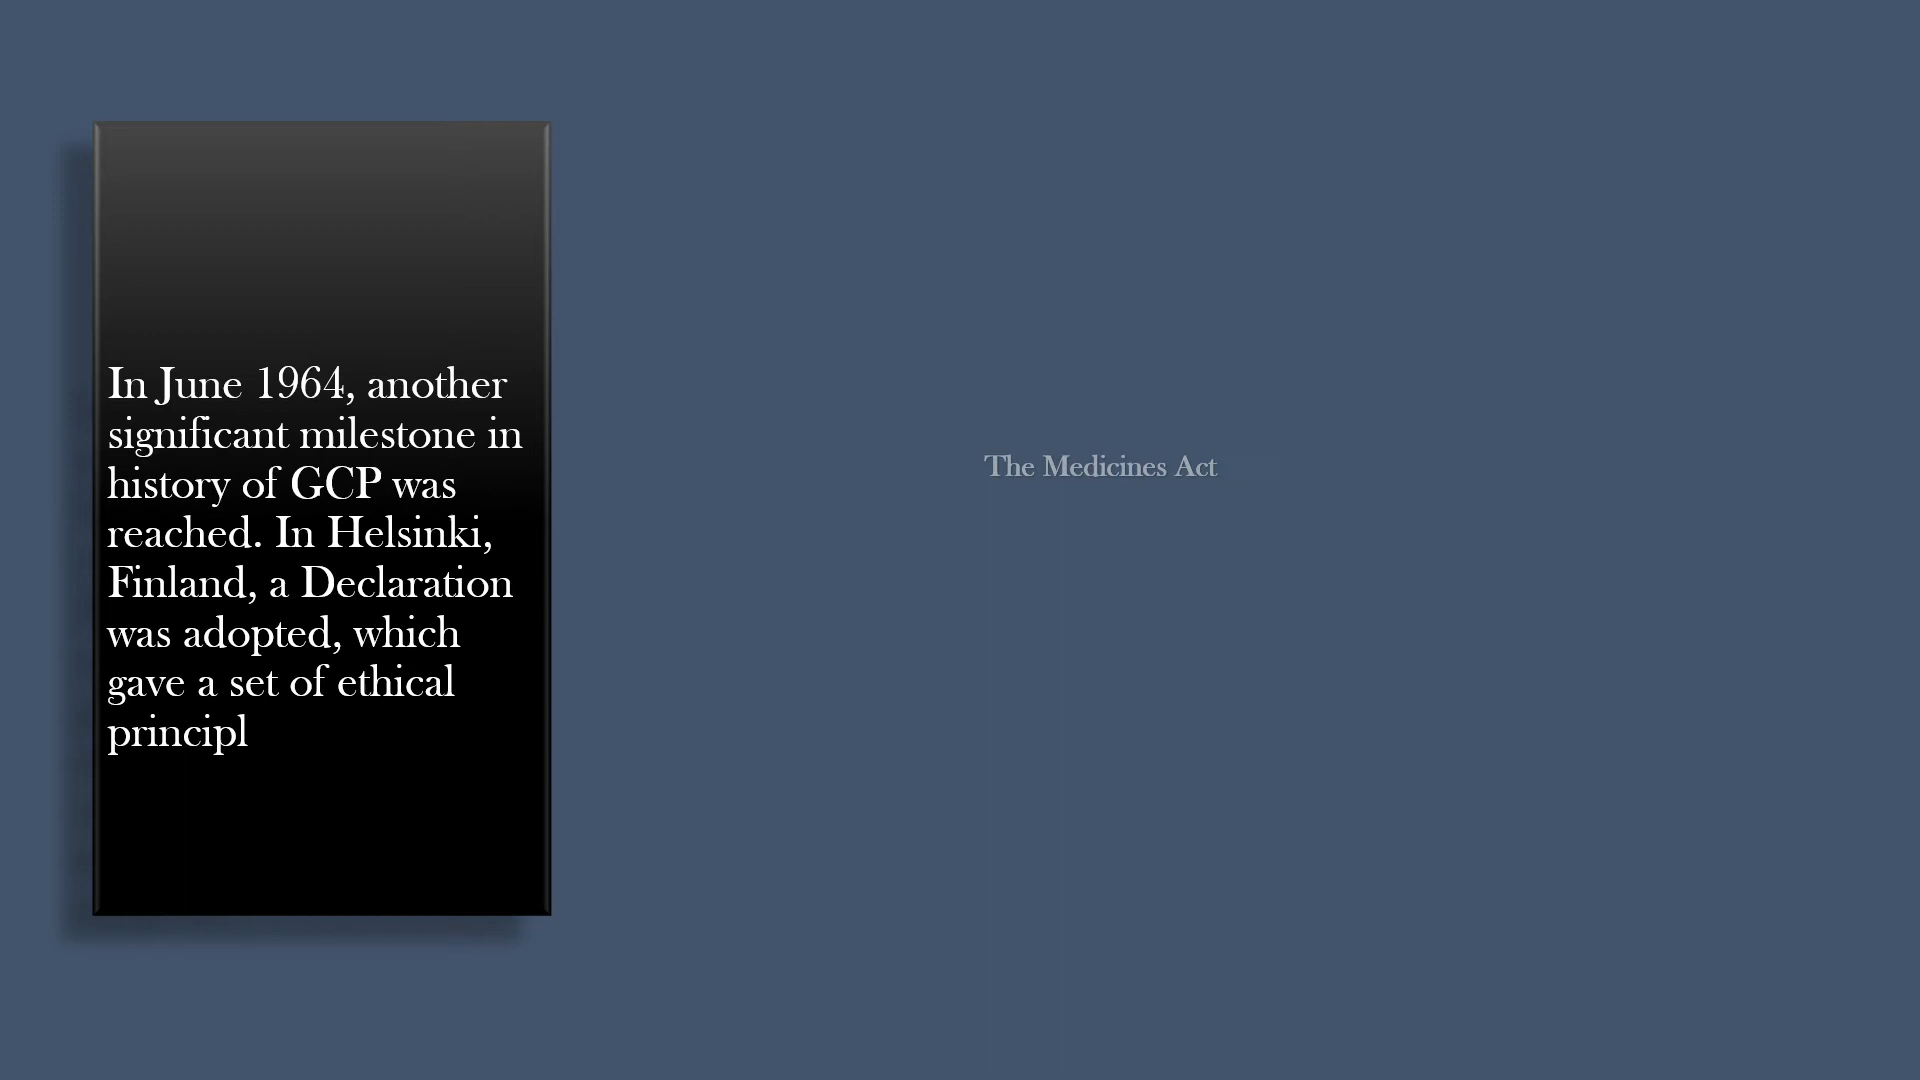 In June 1964, another
significant milestone in
history of GCP was
reached. In Helsinki,
Finland, a Declaration
was adopted, which
gave a set of ethical
principl
The Medicines Act